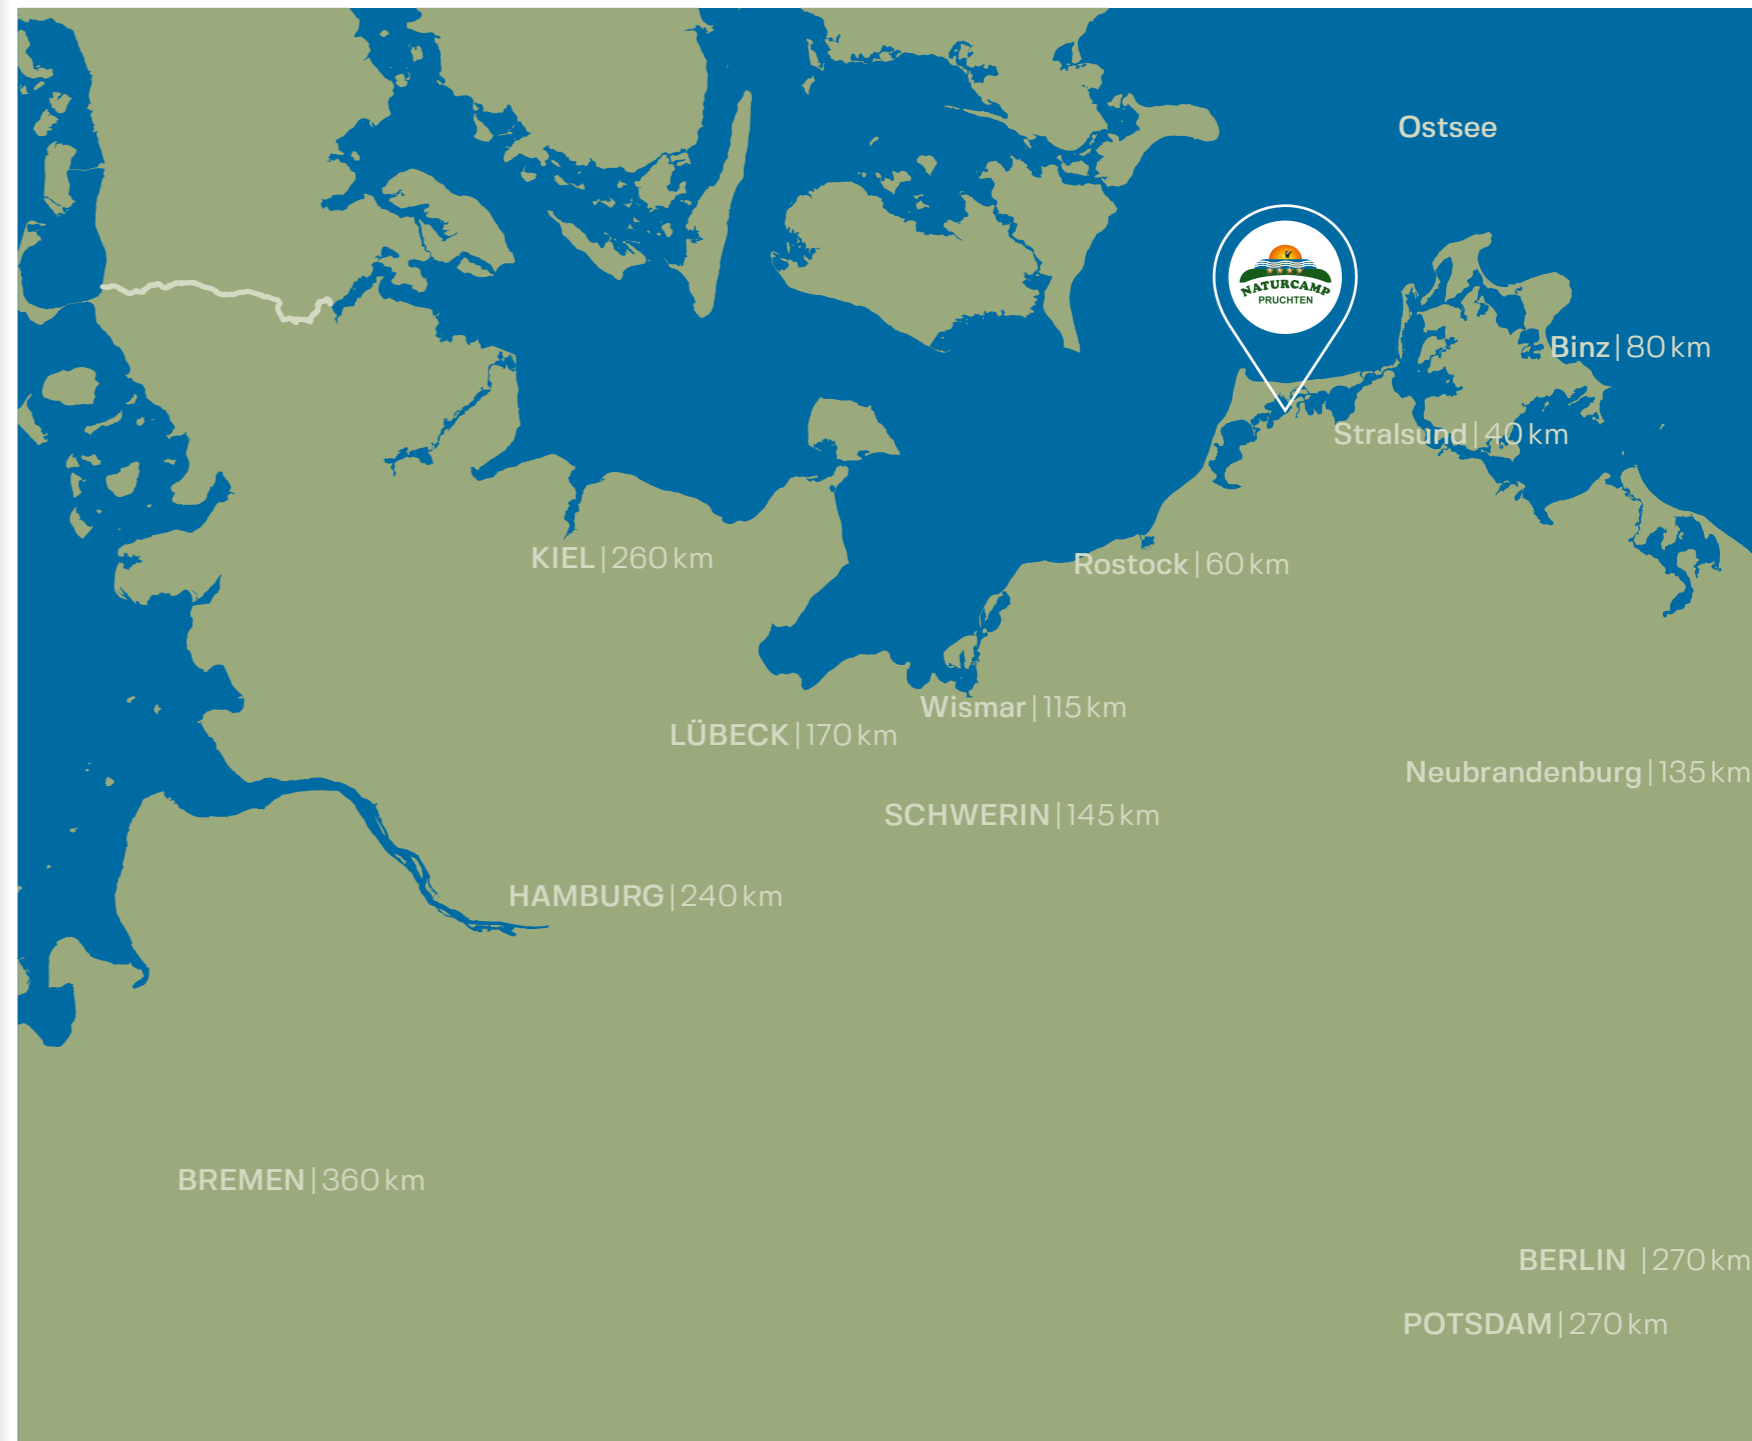 Ostsee
NATURCAMP
PRUCHTEN
Binz | 80 km
Stralsund | 40 km
KIEL | 260 km
Rostock | 60 km
Wismar | 115 km
LÜBECK | 170 km
Neubrandenburg | 135 km
SCHWERIN | 145 km
HAMBURG | 240 km
BREMEN | 360 km
BERLIN | 270 km
POTSDAM | 270 km